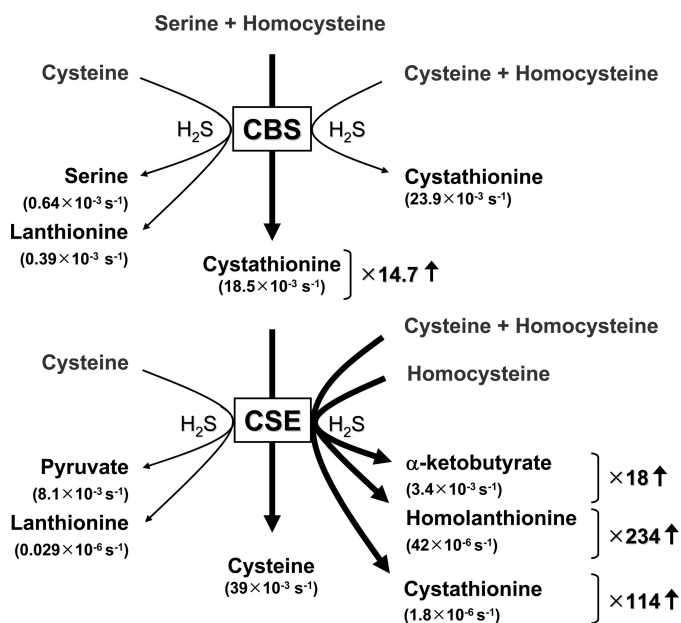 Serine + Homocysteine
Cysteine
Cysteine + Homocysteine
H₂S
CBS
H₂S
Serine
(0.64×10⁻³ s⁻¹)
Cystathionine
(23.9×10⁻³ s⁻¹)
Lanthionine
(0.39×10⁻³ s⁻¹)
Cystathionine
(18.5×10⁻³ s⁻¹)
×14.7 ↑
Cysteine + Homocysteine
Cysteine
Homocysteine
H₂S
CSE
H₂S
Pyruvate
(8.1×10⁻³ s⁻¹)
α-ketobutyrate
(3.4×10⁻³ s⁻¹)
×18 ↑
Lanthionine
(0.029×10⁻⁶ s⁻¹)
Homolanthionine
(42×10⁻⁶ s⁻¹)
×234 ↑
Cysteine
(39×10⁻³ s⁻¹)
Cystathionine
(1.8×10⁻⁶ s⁻¹)
×114 ↑